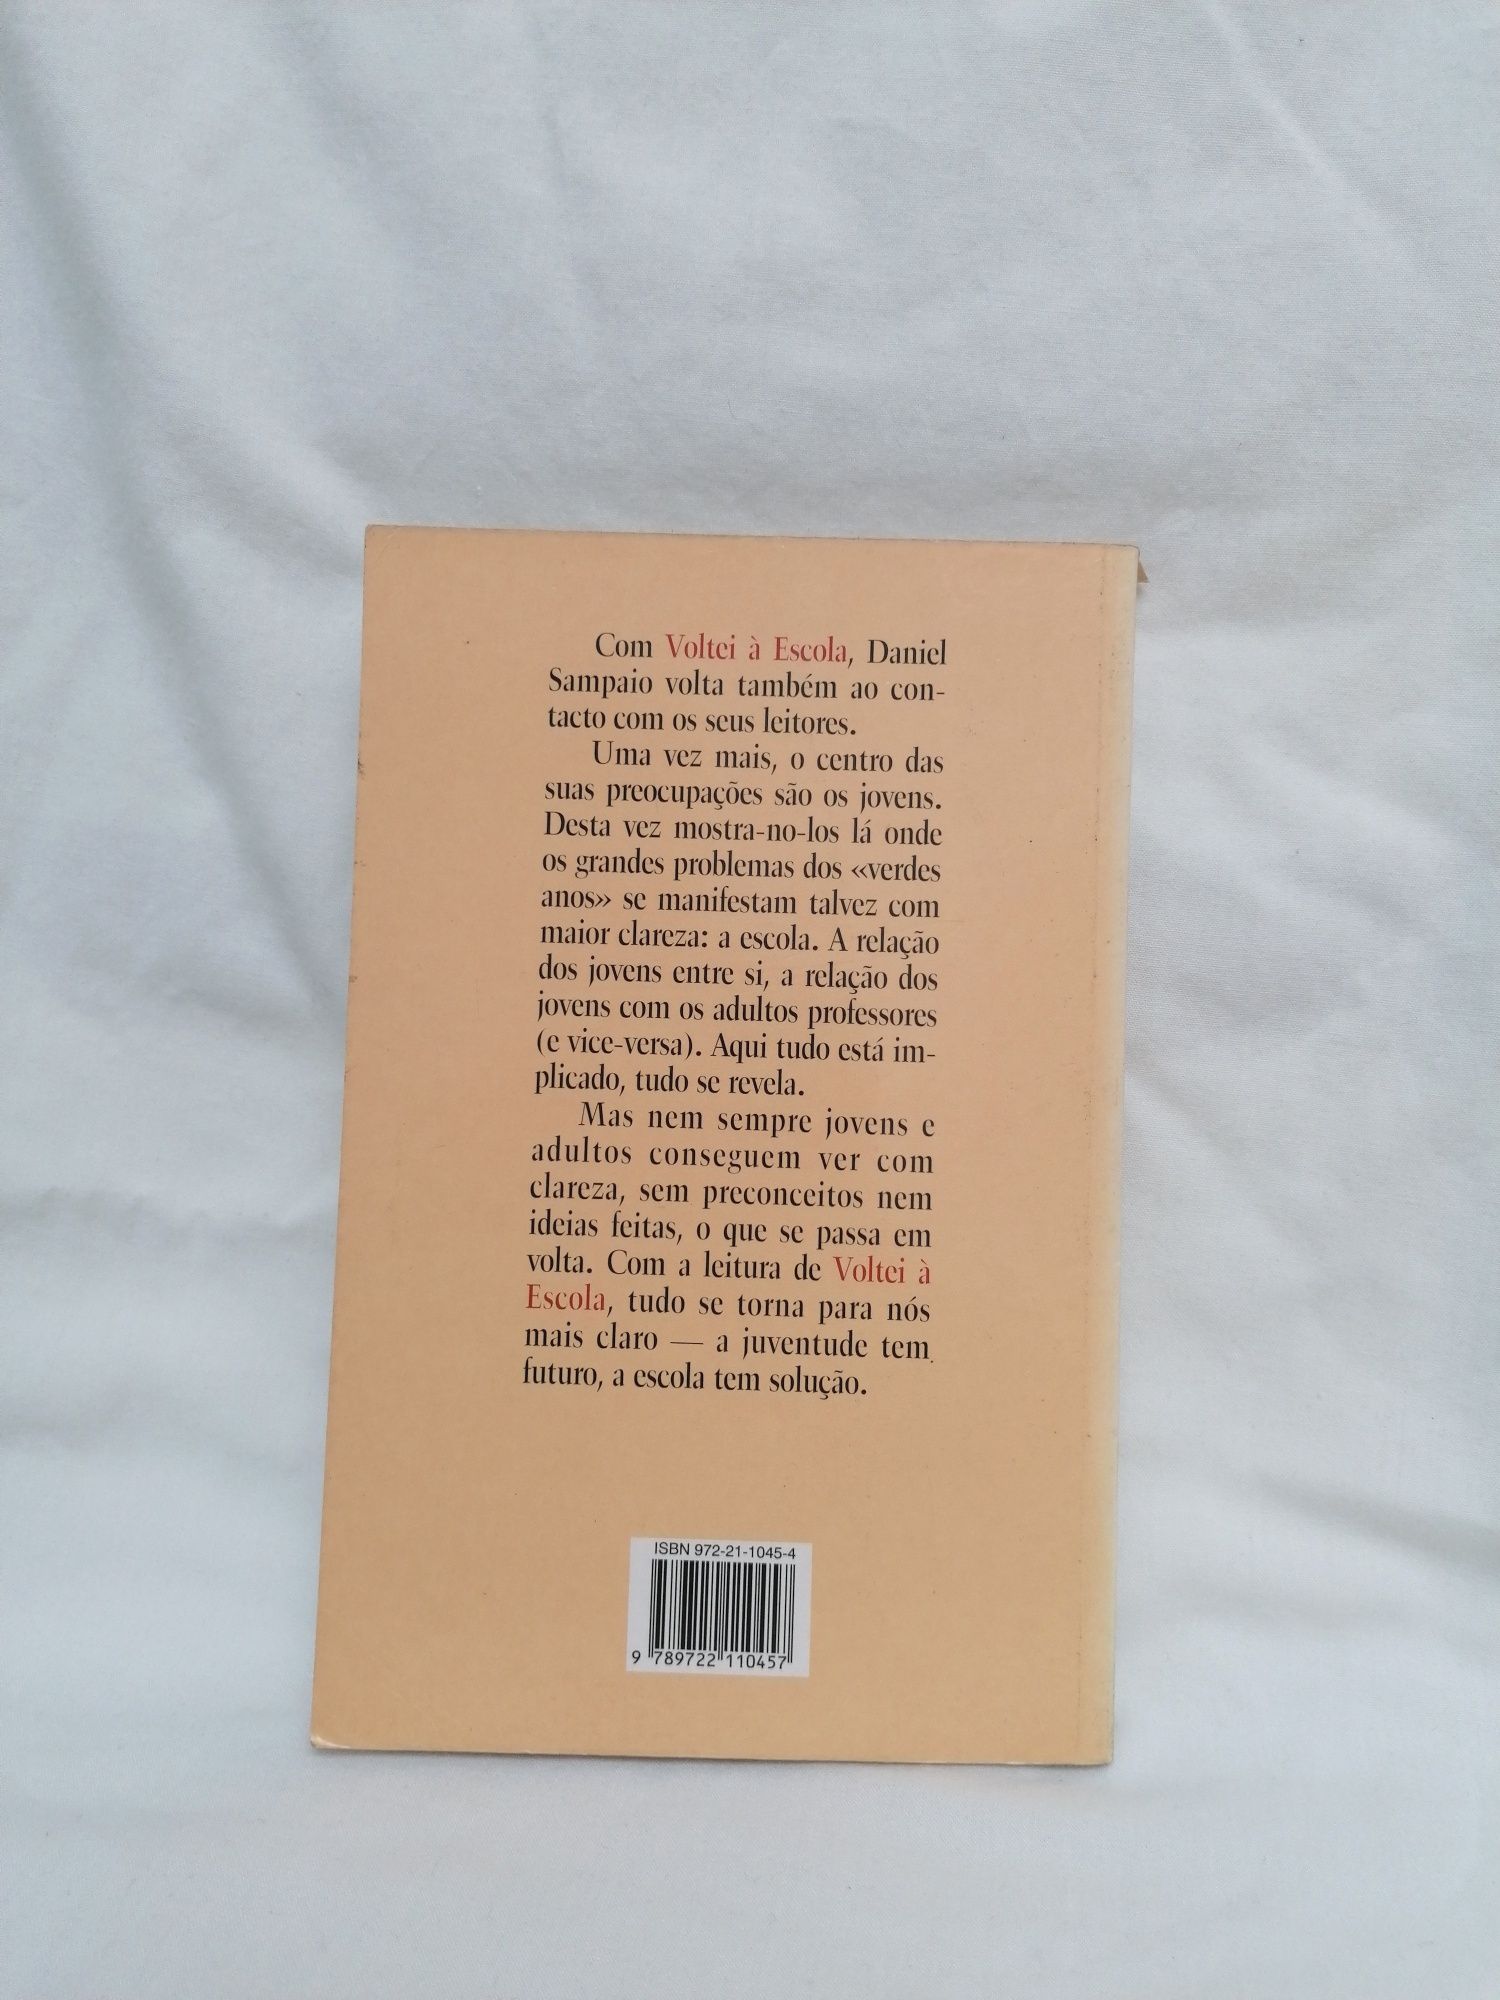 Com Voltei à Escola, Daniel
Sampaio volta também ao con-
tacto com os seus leitores.
Uma vez mais, o centro das
suas preocupações são os jovens.
Desta vez mostra-no-los lá onde
os grandes problemas dos «verdes
anos» se manifestam talvez com
maior clareza: a escola. A relação
dos jovens entre si, a relação dos
jovens com os adultos professores
(e vice-versa). Aqui tudo está im-
plicado, tudo se revela.
Mas nem sempre jovens e
adultos conseguem ver com
clareza, sem preconceitos nem
ideias feitas, o que se passa em
volta. Com a leitura de Voltei à
Escola, tudo se torna para nós
mais claro — a juventude tem
futuro, a escola tem solução.
ISBN 972-21-1045-4
9 789722 110457